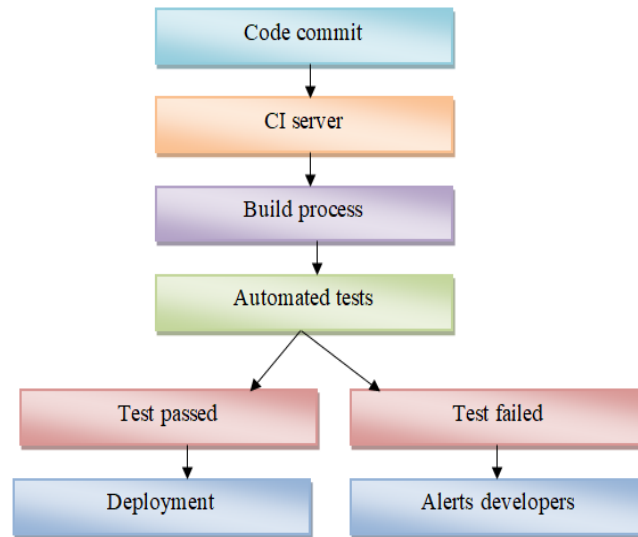 Code commit
CI server
Build process
Automated tests
Test passed
Test failed
Deployment
Alerts developers